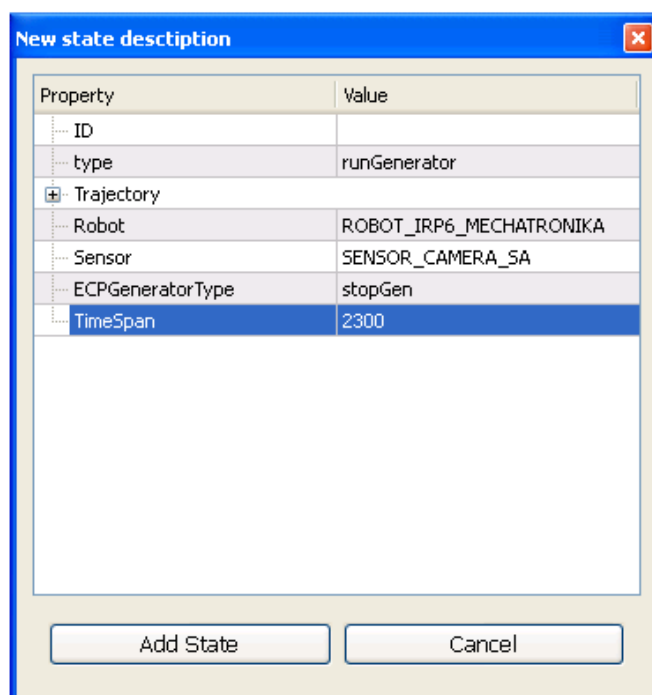 New state desctiption
Property Value
ID
type runGenerator
Trajectory
Robot ROBOT_IRP6_MECHATRONIKA
Sensor SENSOR_CAMERA_SA
ECPGeneratorType stopGen
TimeSpan 2300
Add State Cancel